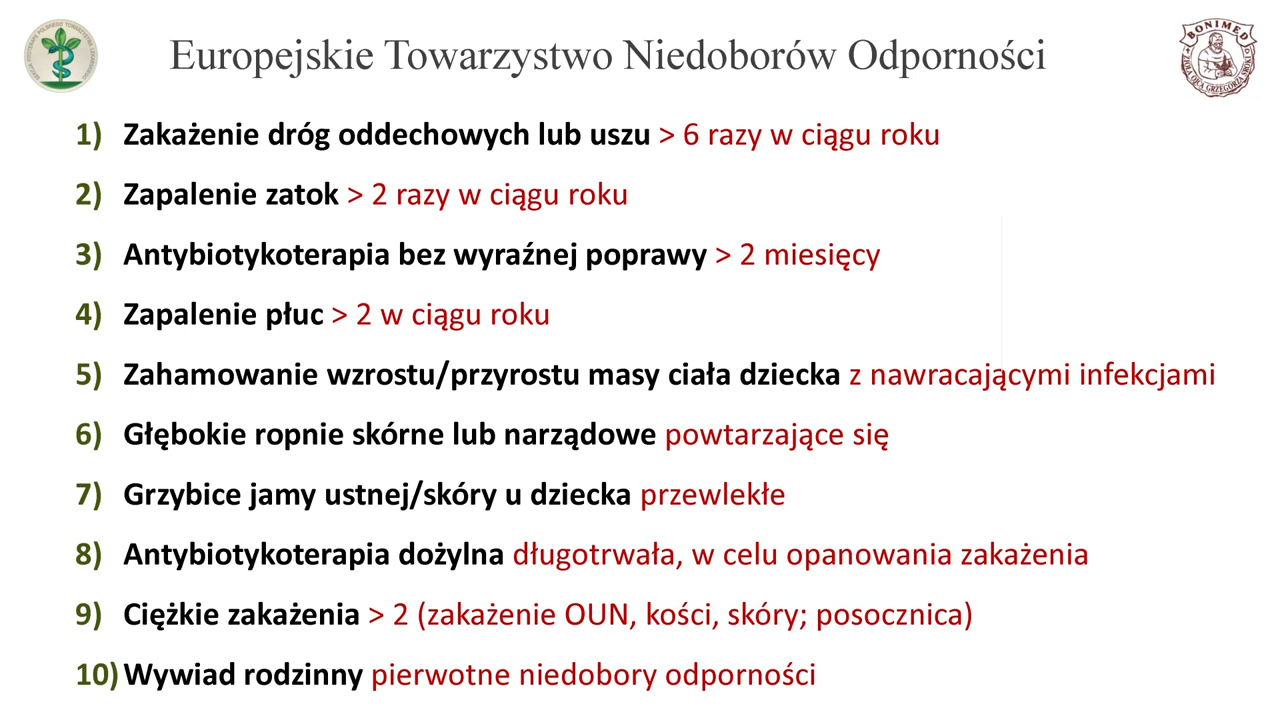 Europejskie Towarzystwo Niedoborów Odporności
BONIMED
1) Zakażenie dróg oddechowych lub uszu > 6 razy w ciągu roku
2) Zapalenie zatok > 2 razy w ciągu roku
3) Antybiotykoterapia bez wyraźnej poprawy > 2 miesięcy
4) Zapalenie płuc > 2 w ciągu roku
5) Zahamowanie wzrostu/przyrostu masy ciała dziecka z nawracającymi infekcjami
6) Głębokie ropnie skórne lub narządowe powtarzające się
7) Grzybice jamy ustnej/skóry u dziecka przewlekłe
8) Antybiotykoterapia dożylna długotrwała, w celu opanowania zakażenia
9) Ciężkie zakażenia > 2 (zakażenie OUN, kości, skóry; posocznica)
10) Wywiad rodzinny pierwotne niedobory odporności